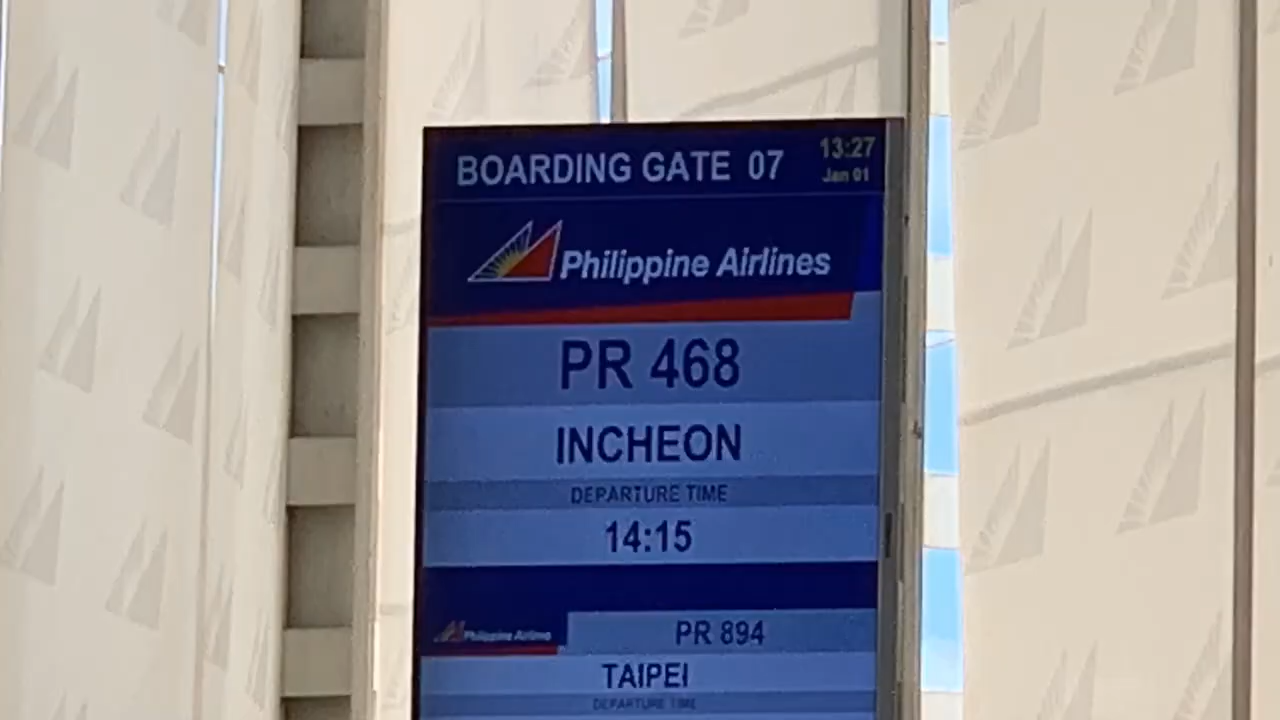 BOARDING GATE 07
13:27
Jan 01
Philippine Airlines
PR 468
INCHEON
DEPARTURE TIME
14:15
Philippine Airlines
PR 894
TAIPEI
DEPARTURE TIME